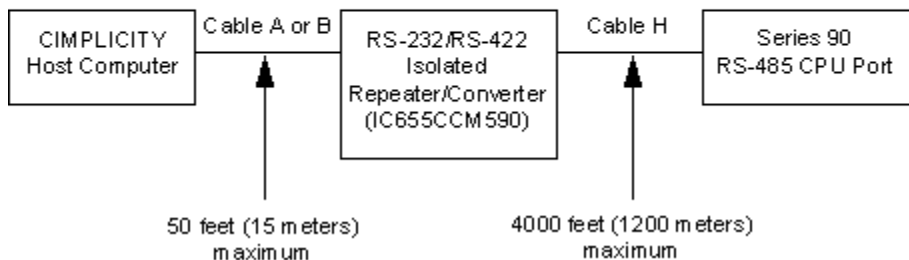 CIMPLICITY
Host Computer
Cable A or B
RS-232/RS-422
Isolated
Repeater/Converter
(IC655CCM590)
Cable H
Series 90
RS-485 CPU Port
50 feet (15 meters)
maximum
4000 feet (1200 meters)
maximum